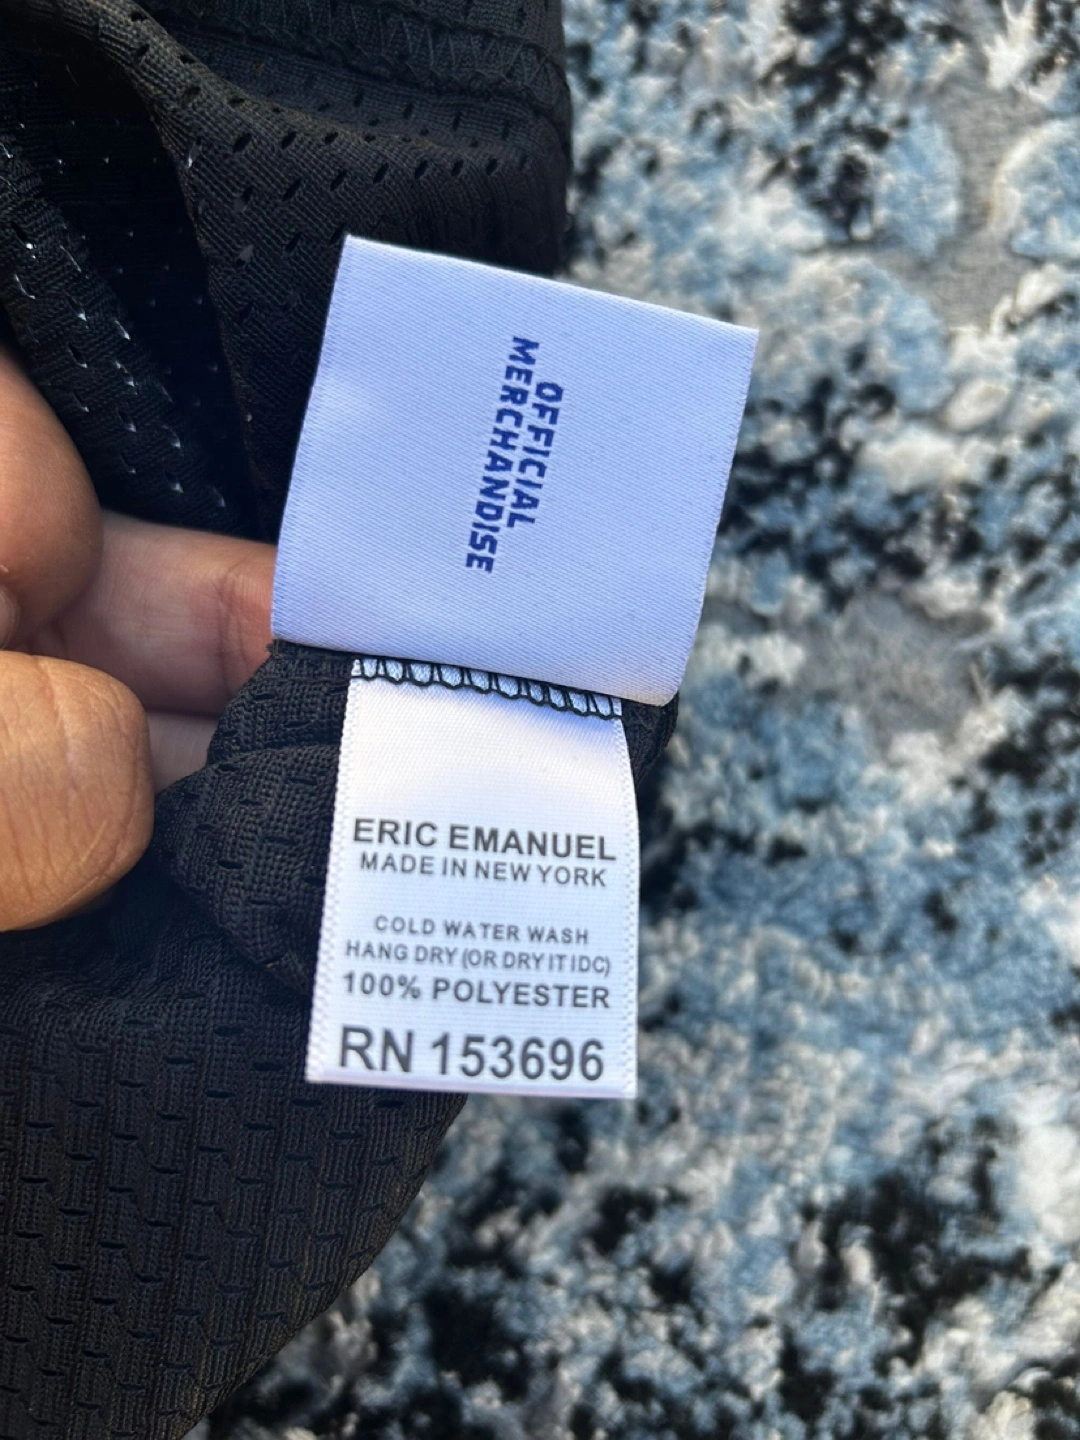 OFFICIAL
MERCHANDISE
ERIC EMANUEL
MADE IN NEW YORK
COLD WATER WASH
HANG DRY (OR DRY IT IDC)
100% POLYESTER
RN 153696